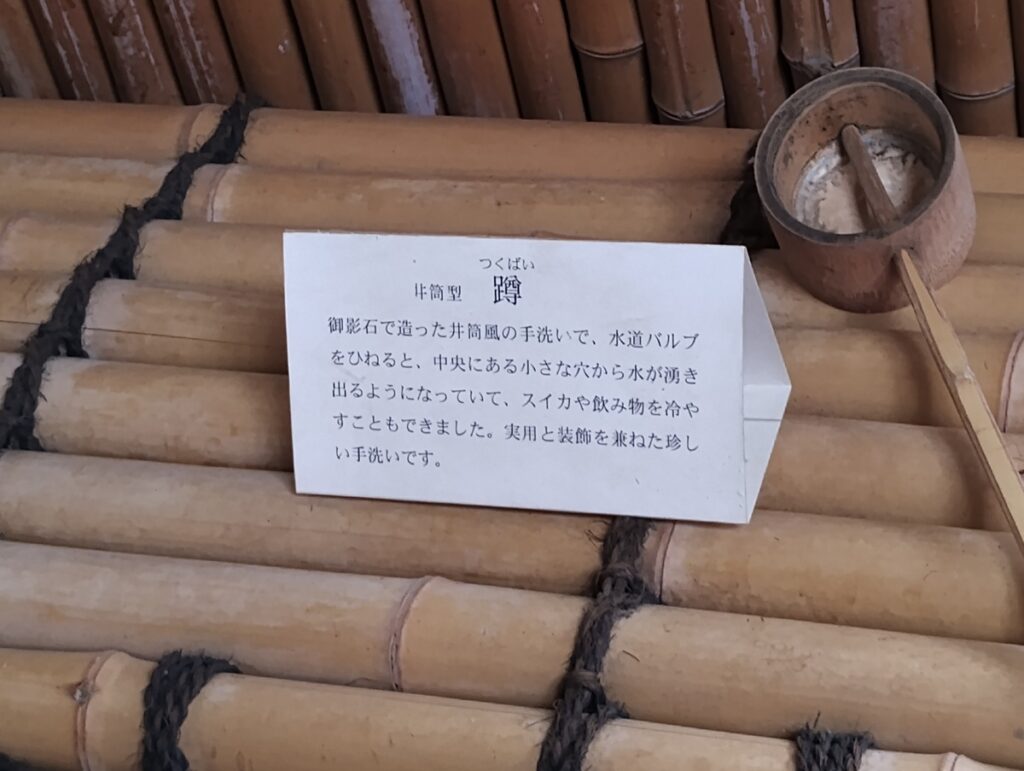 つくばい
井筒型 蹲
御影石で造った井筒風の手洗いで、水道バルブ
をひねると、中央にある小さな穴から水が湧き
出るようになっていて、スイカや飲み物を冷や
すこともできました。実用と装飾を兼ねた珍し
い手洗いです。